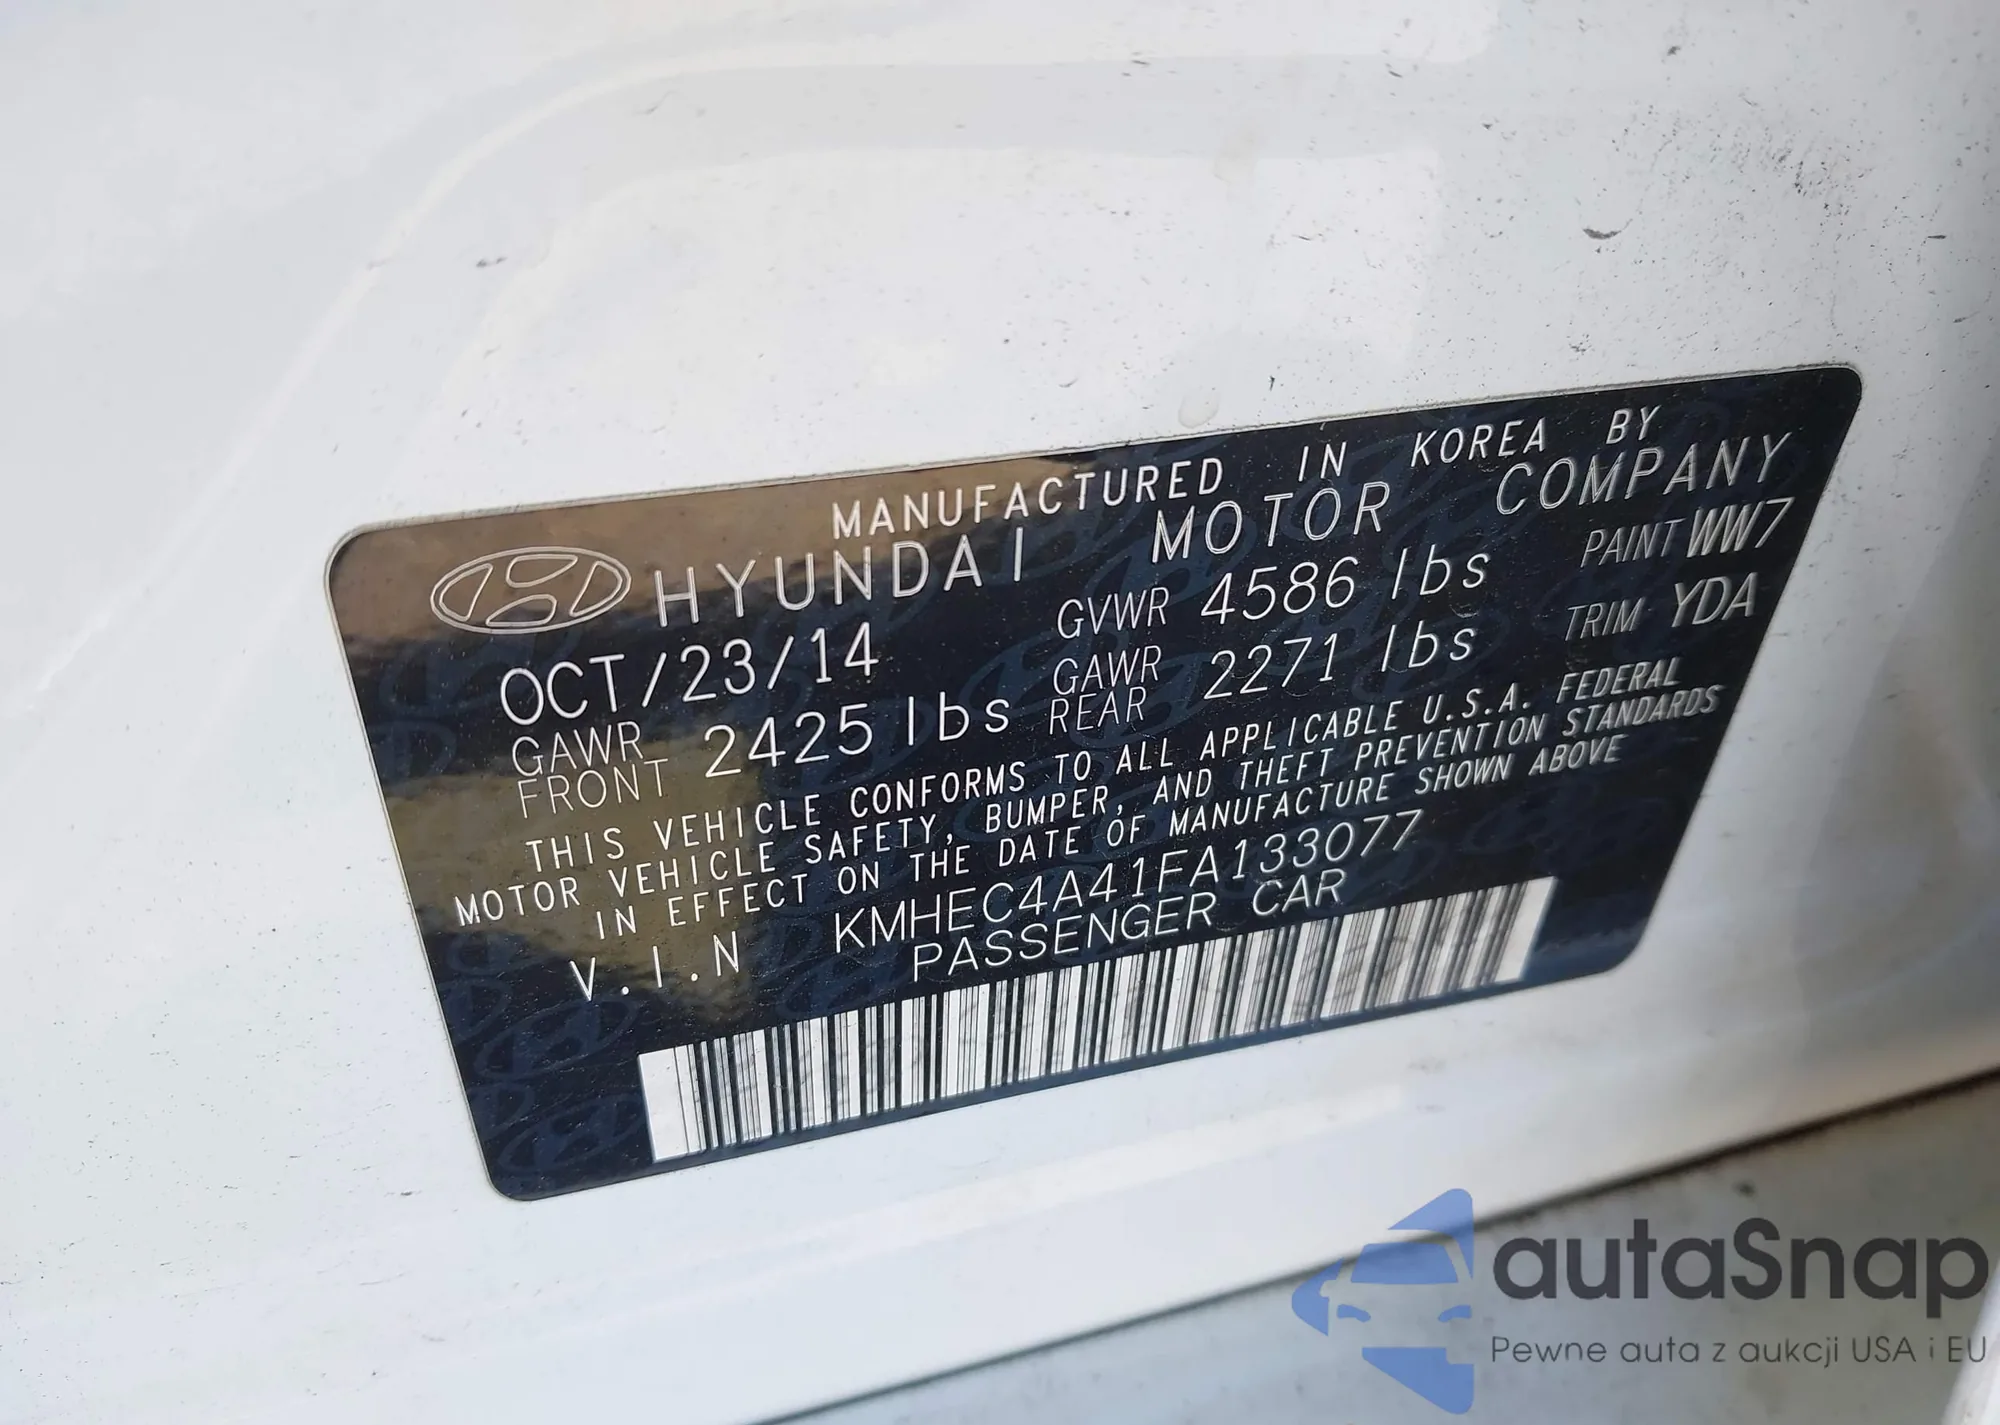 MANUFACTURED IN KOREA BY
HYUNDAI MOTOR COMPANY
OCT/23/14 GVWR 4586 lbs PAINT WW7
GAWR FRONT 2425 lbs GAWR REAR 2271 lbs TRIM YDA
THIS VEHICLE CONFORMS TO ALL APPLICABLE U.S.A. FEDERAL
MOTOR VEHICLE SAFETY, BUMPER, AND THEFT PREVENTION STANDARDS
IN EFFECT ON THE DATE OF MANUFACTURE SHOWN ABOVE
V.I.N KMHEC4A41FA133077
PASSENGER CAR
autaSnap
Pewne auta z aukcji USA i EU